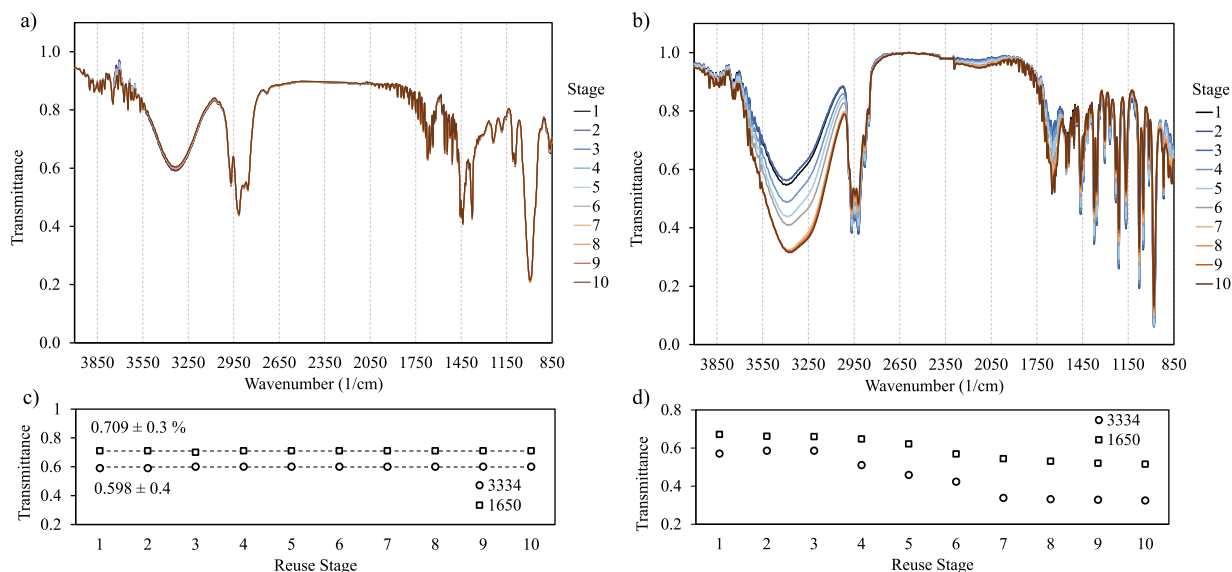 a)
1.0
0.8
0.6
0.4
0.2
0.0
Transmittance
3850 3550 3250 2950 2650 2350 2050 1750 1450 1150 850
Wavenumber (1/cm)
Stage
1
2
3
4
5
6
7
8
9
10
b)
1.0
0.8
0.6
0.4
0.2
0.0
Transmittance
3850 3550 3250 2950 2650 2350 2050 1750 1450 1150 850
Wavenumber (1/cm)
Stage
1
2
3
4
5
6
7
8
9
10
c)
1
0.8
0.6
0.4
0.2
0
Transmittance
0.709 ± 0.3 %
0.598 ± 0.4
3334
1650
1 2 3 4 5 6 7 8 9 10
Reuse Stage
d)
0.8
0.6
0.4
0.2
Transmittance
3334
1650
1 2 3 4 5 6 7 8 9 10
Reuse Stage